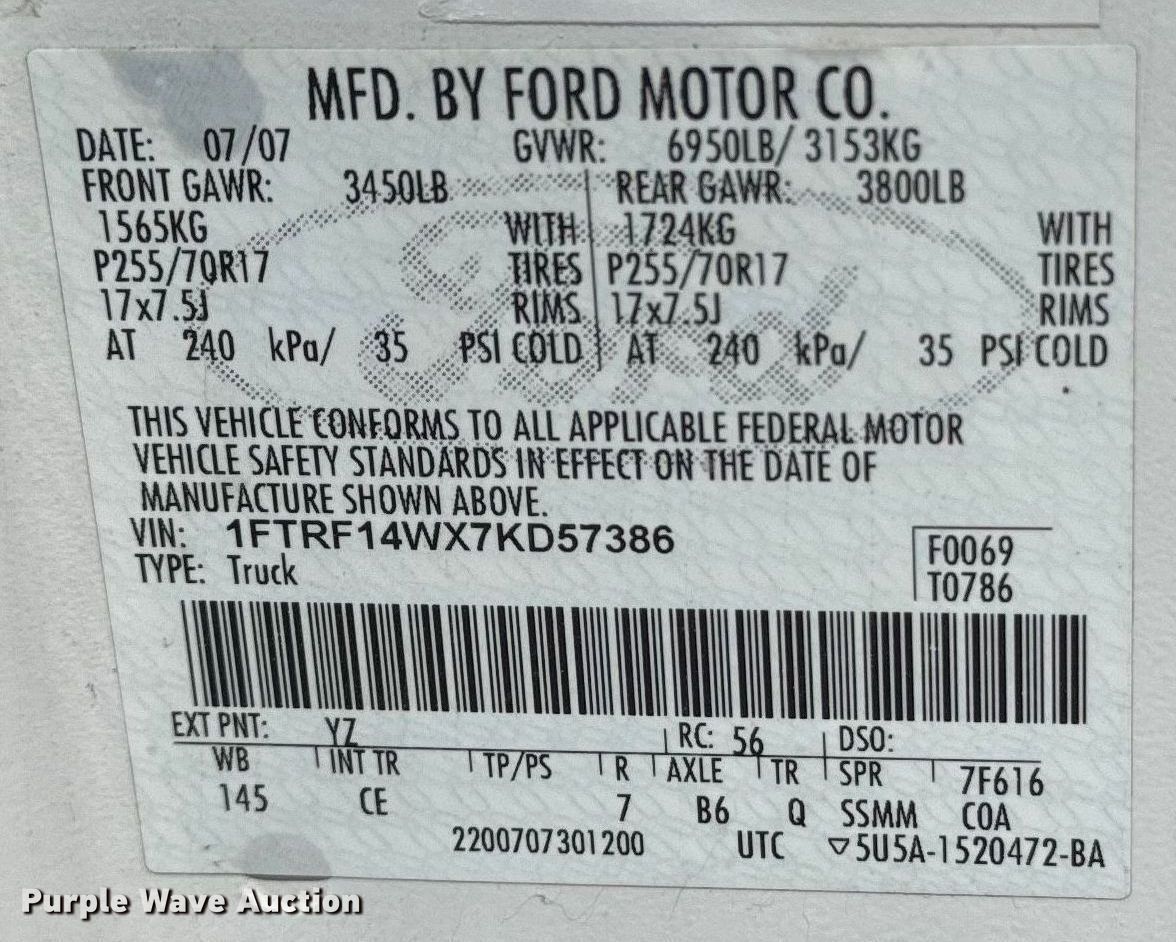 MFD. BY FORD MOTOR CO.
DATE: 07/07 GVWR: 6950LB/ 3153KG
FRONT GAWR: 3450LB REAR GAWR: 3800LB
1565KG WITH 1724KG WITH
P255/70R17 TIRES P255/70R17 TIRES
17x7.5J RIMS 17x7.5J RIMS
AT 240 kPa/ 35 PSI COLD AT 240 kPa/ 35 PSI COLD
THIS VEHICLE CONFORMS TO ALL APPLICABLE FEDERAL MOTOR
VEHICLE SAFETY STANDARDS IN EFFECT ON THE DATE OF
MANUFACTURE SHOWN ABOVE.
VIN: 1FTRF14WX7KD57386
F0069
TYPE: Truck
T0786
EXT PNT: YZ RC: 56 DSO:
WB INT TR TP/PS R AXLE TR SPR 7F616
145 CE 7 B6 Q SSMM COA
2200707301200 UTC ▽5U5A-1520472-BA
Ford
Purple Wave Auction